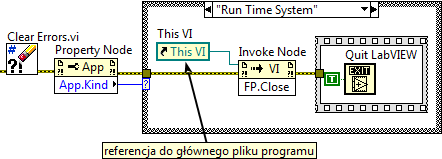 "Run Time System"
Clear Errors.vi
Property Node
This VI
Invoke Node
#
?!
App
This VI
VI
Quit LabVIEW
App.Kind
?
FP.Close
T
EXIT
referencja do głównego pliku programu